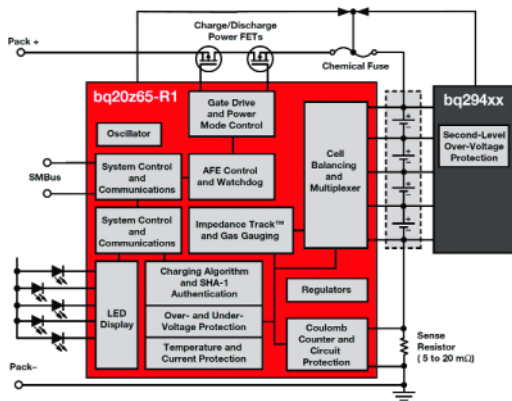 Charge/Discharge
Power FETs
Pack +
Chemical Fuse
bq20z65-R1
bq294xx
Gate Drive
and Power
Mode Control
Oscillator
Second-Level
Over-Voltage
Protection
Cell
Balancing
and
Multiplexer
System Control
and
Communications
AFE Control
and Watchdog
SMBus
System Control
and
Communications
Impedance Track™
and Gas Gauging
Charging Algorithm
and SHA-1
Authentication
Regulators
LED
Display
Over- and Under-
Voltage Protection
Coulomb
Counter and
Circuit
Protection
Sense
Resistor
( 5 to 20 mΩ)
Temperature and
Current Protection
Pack–